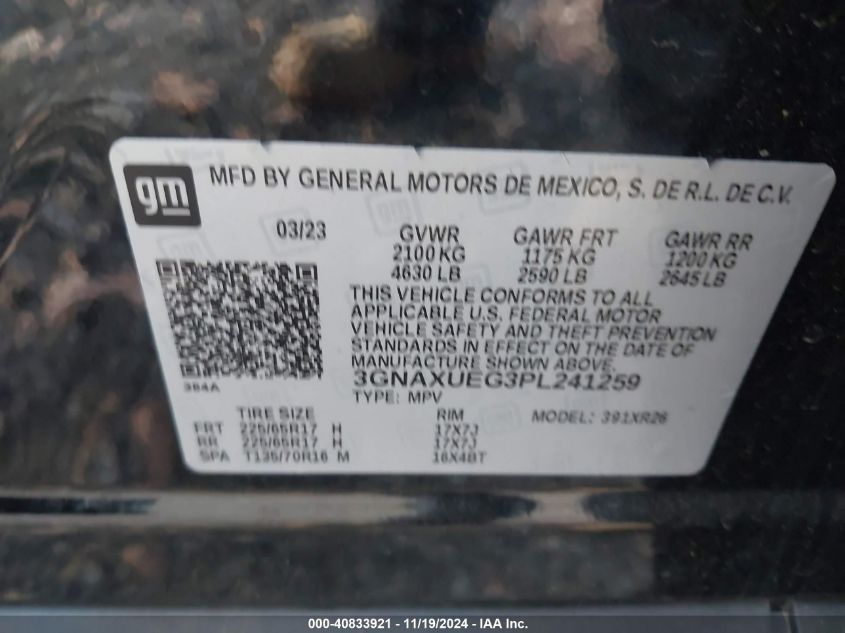 gm
MFD BY GENERAL MOTORS DE MEXICO, S. DE R.L. DE C.V.
03/23 GVWR GAWR FRT GAWR RR
2100 KG 1175 KG 1200 KG
4630 LB 2590 LB 2645 LB
THIS VEHICLE CONFORMS TO ALL
APPLICABLE U.S. FEDERAL MOTOR
VEHICLE SAFETY AND THEFT PREVENTION
STANDARDS IN EFFECT ON THE DATE OF
MANUFACTURE SHOWN ABOVE.
384A
3GNAXUEG3PL241259
TYPE: MPV
TIRE SIZE RIM MODEL: 391XR26
FRT 225/65R17 H 17X7J
RR 225/65R17 H 17X7J
SPA T135/70R16 M 16X4BT
000-40833921 - 11/19/2024 - IAA Inc.